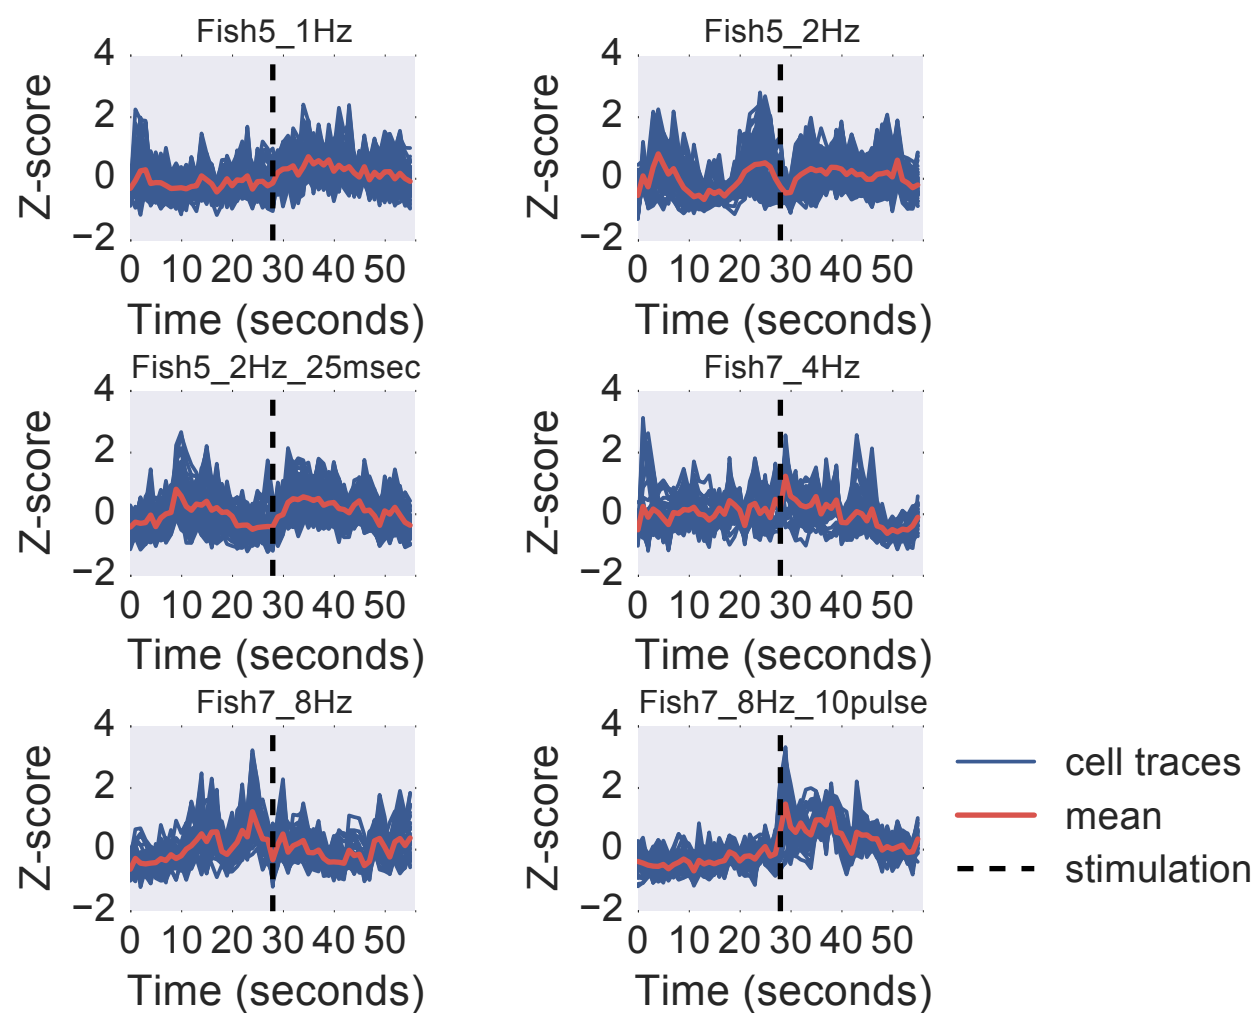 Fish5_1Hz
Fish5_2Hz
4
2
0
−2
Z-score
0 10 20 30 40 50
Time (seconds)
4
2
0
−2
Z-score
0 10 20 30 40 50
Time (seconds)
Fish5_2Hz_25msec
Fish7_4Hz
4
2
0
−2
Z-score
0 10 20 30 40 50
Time (seconds)
4
2
0
−2
Z-score
0 10 20 30 40 50
Time (seconds)
Fish7_8Hz
Fish7_8Hz_10pulse
4
2
0
−2
Z-score
0 10 20 30 40 50
Time (seconds)
4
2
0
−2
Z-score
0 10 20 30 40 50
Time (seconds)
cell traces
mean
stimulation